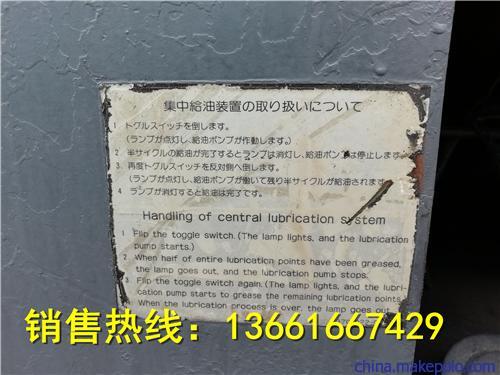 集中給油装置の取り扱いについて
1 トグルスイッチを倒します。
(ランプが点灯し、給油ポンプが作動します。)
2 半サイクルの給油が完了するとランプは消灯し、給油ポンプは停止します
3 再度トグルスイッチを反対側へ倒します。
(ランプが点灯し、給油ポンプが働いて残り半サイクルが給油されます
4 ランプが消灯すると給油は完了です。
Handling of central lubrication system
1 Flip the toggle switch. (The lamp lights, and the lubrication
pump starts.)
2 When half of entire lubrication points have been greased,
the lamp goes out, and the lubrication pump stops.
3 Flip the toggle switch again. (The lamp lights, and the lubri-
cation pump starts to grease the remaining lubrication points.
When the lubrication process is over, the lamp goes out.
销售热线：13661667429
china.makepolo.com